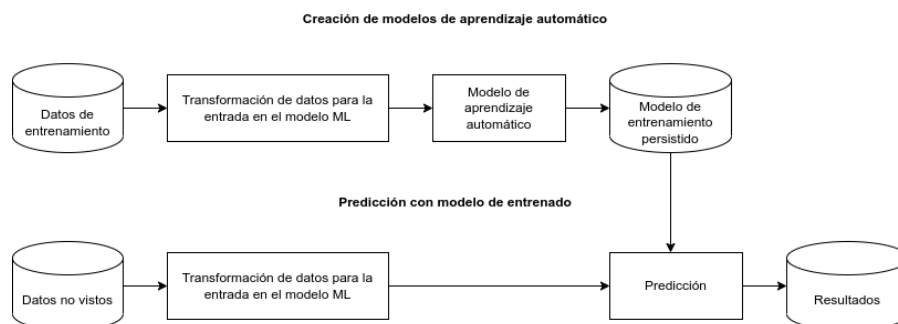 Creación de modelos de aprendizaje automático
Datos de
entrenamiento
Transformación de datos para la
entrada en el modelo ML
Modelo de
aprendizaje
automático
Modelo de
entrenamiento
persistido
Predicción con modelo de entrenado
Datos no vistos
Transformación de datos para la
entrada en el modelo ML
Predicción
Resultados